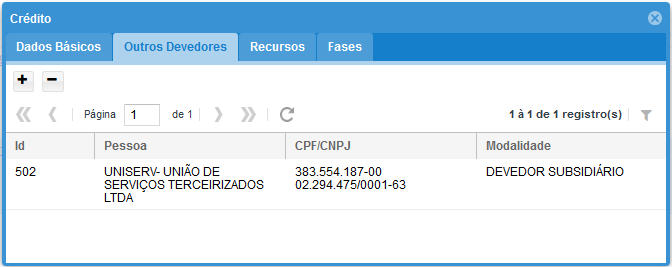 Crédito
Dados Básicos Outros Devedores Recursos Fases
Página 1 de 1 1 à 1 de 1 registro(s)
Id Pessoa CPF/CNPJ Modalidade
502 UNISERV- UNIÃO DE 383.554.187-00 DEVEDOR SUBSIDIÁRIO
SERVIÇOS TERCEIRIZADOS 02.294.475/0001-63
LTDA